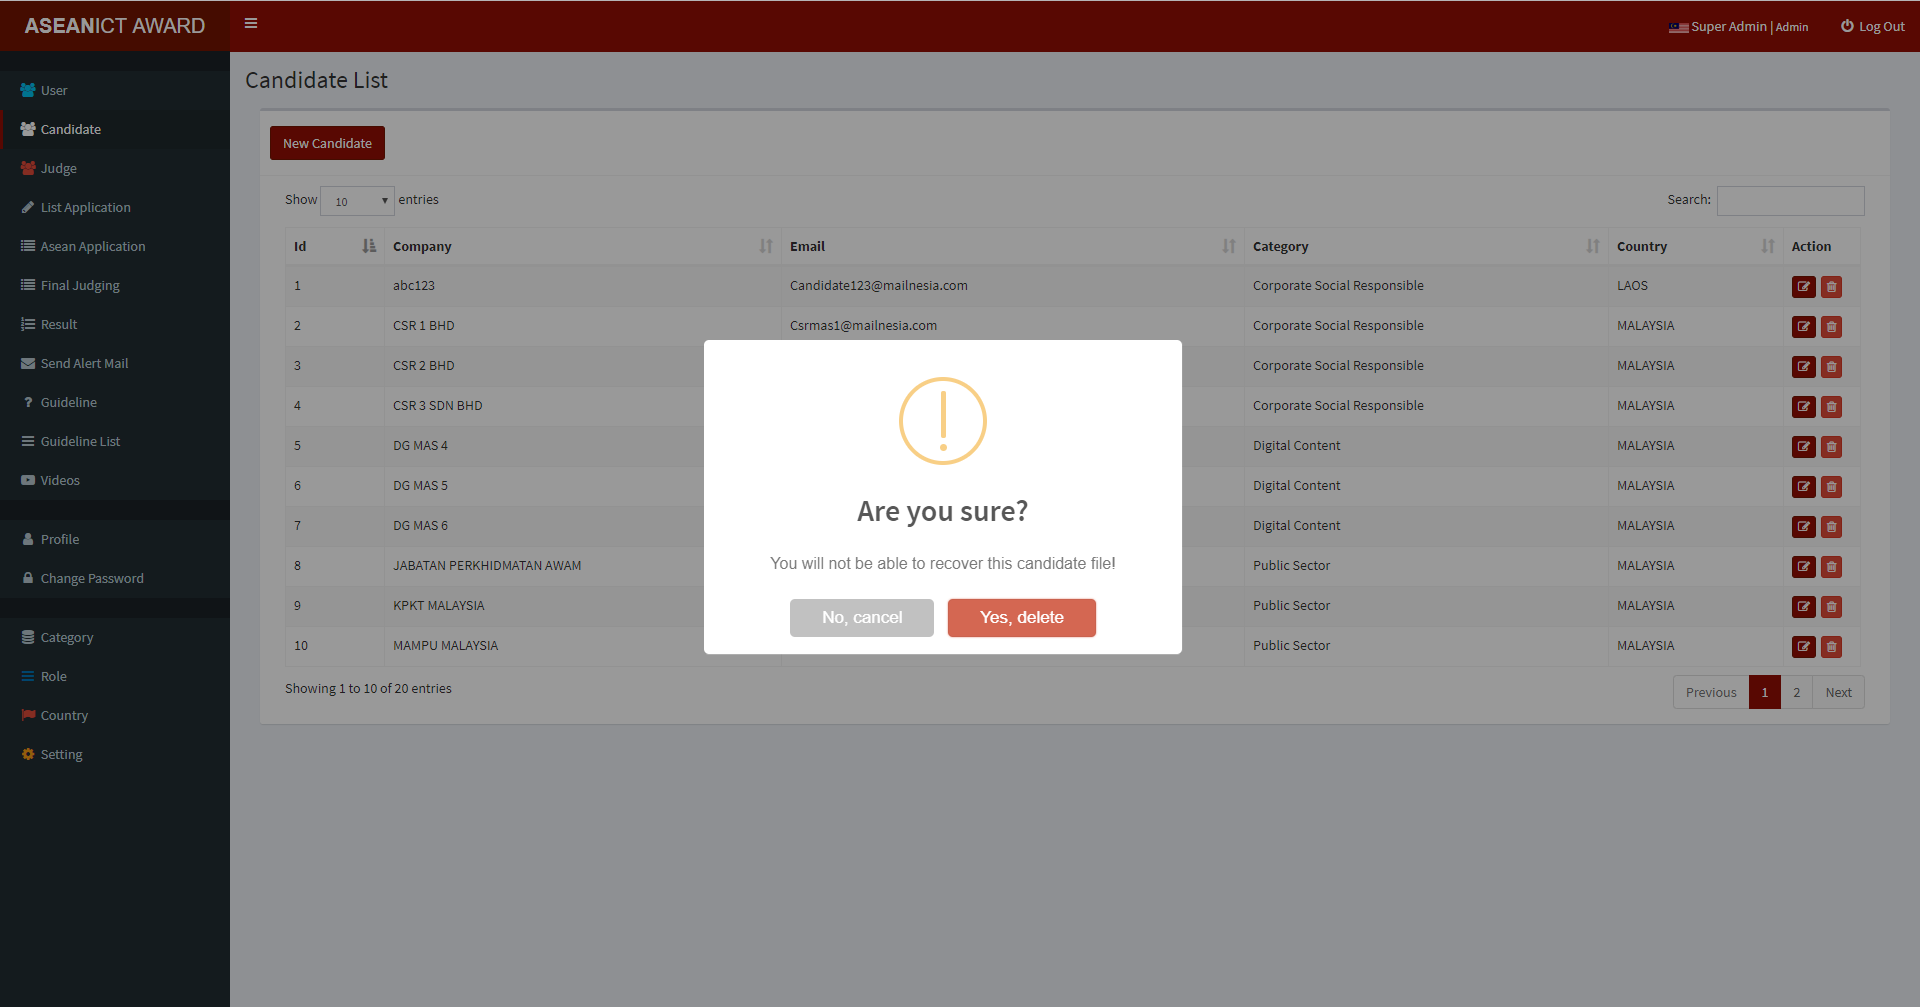 ASEANICT AWARD
Super Admin | Admin
Log Out
User
Candidate
Judge
List Application
Asean Application
Final Judging
Result
Send Alert Mail
Guideline
Guideline List
Videos
Profile
Change Password
Category
Role
Country
Setting
Candidate List
New Candidate
Show 10 entries
Search:
Id Company Email Category Country Action
1 abc123 Candidate123@mailnesia.com Corporate Social Responsible LAOS
2 CSR 1 BHD Csrmas1@mailnesia.com Corporate Social Responsible MALAYSIA
3 CSR 2 BHD Corporate Social Responsible MALAYSIA
4 CSR 3 SDN BHD Corporate Social Responsible MALAYSIA
5 DG MAS 4 Digital Content MALAYSIA
6 DG MAS 5 Digital Content MALAYSIA
7 DG MAS 6 Digital Content MALAYSIA
8 JABATAN PERKHIDMATAN AWAM Public Sector MALAYSIA
9 KPKT MALAYSIA Public Sector MALAYSIA
10 MAMPU MALAYSIA Public Sector MALAYSIA
Showing 1 to 10 of 20 entries
Previous 1 2 Next
Are you sure?
You will not be able to recover this candidate file!
No, cancel
Yes, delete